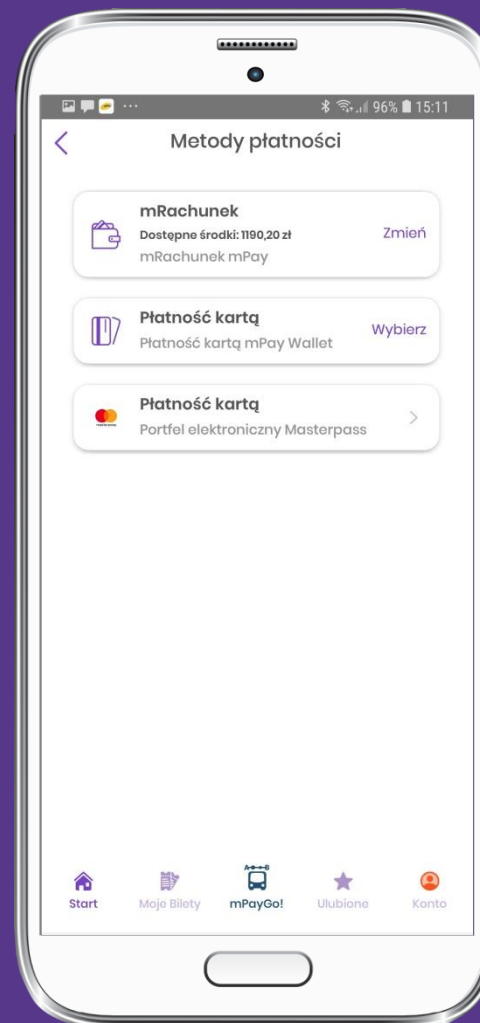 96% 15:11
Metody płatności
mRachunek
Dostępne środki: 1190,20 zł
Zmień
mRachunek mPay
Płatność kartą
Wybierz
Płatność kartą mPay Wallet
Płatność kartą
Portfel elektroniczny Masterpass
A B
Start
Moje Bilety
mPayGo!
Ulubione
Konto